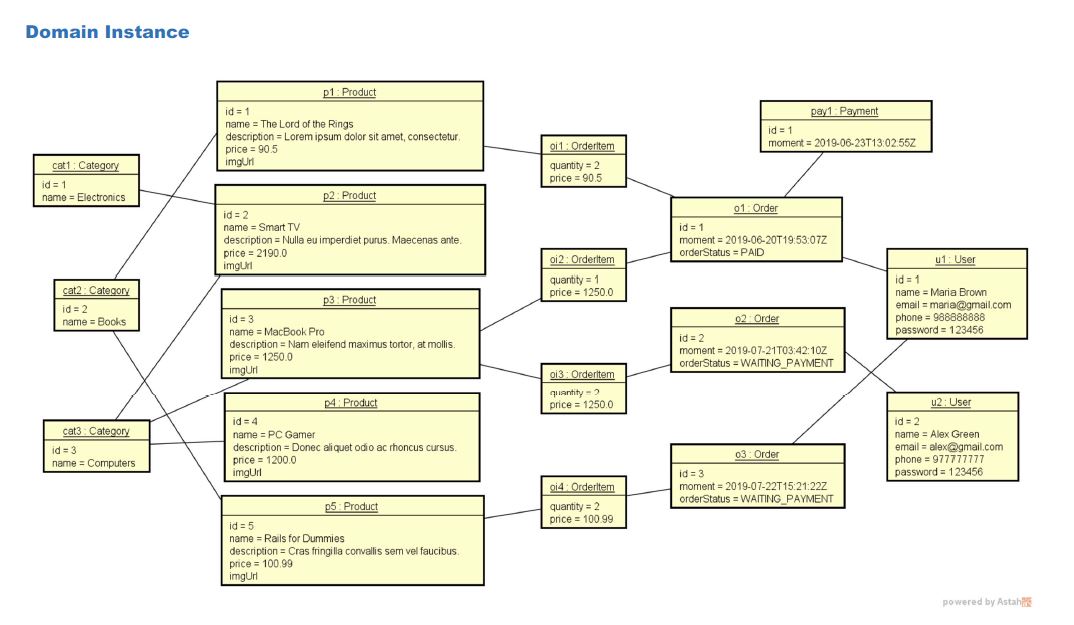 Domain Instance
p1 : Product
id = 1
name = The Lord of the Rings
description = Lorem ipsum dolor sit amet, consectetur.
price = 90.5
imgUrl
cat1 : Category
id = 1
name = Electronics
p2 : Product
id = 2
name = Smart TV
description = Nulla eu imperdiet purus. Maecenas ante.
price = 2190.0
imgUrl
cat2 : Category
id = 2
name = Books
p3 : Product
id = 3
name = MacBook Pro
description = Nam eleifend maximus tortor, at mollis.
price = 1250.0
imgUrl
cat3 : Category
id = 3
name = Computers
p4 : Product
id = 4
name = PC Gamer
description = Donec aliquet odio ac rhoncus cursus.
price = 1200.0
imgUrl
p5 : Product
id = 5
name = Rails for Dummies
description = Cras fringilla convallis sem vel faucibus.
price = 100.99
imgUrl
oi1 : OrderItem
quantity = 2
price = 90.5
oi2 : OrderItem
quantity = 1
price = 1250.0
oi3 : OrderItem
quantity = 2
price = 1250.0
oi4 : OrderItem
quantity = 2
price = 100.99
pay1 : Payment
id = 1
moment = 2019-06-23T13:02:55Z
o1 : Order
id = 1
moment = 2019-06-20T19:53:07Z
orderStatus = PAID
o2 : Order
id = 2
moment = 2019-07-21T03:42:10Z
orderStatus = WAITING_PAYMENT
o3 : Order
id = 3
moment = 2019-07-22T15:21:22Z
orderStatus = WAITING_PAYMENT
u1 : User
id = 1
name = Maria Brown
email = maria@gmail.com
phone = 988888888
password = 123456
u2 : User
id = 2
name = Alex Green
email = alex@gmail.com
phone = 977777777
password = 123456
powered by Astah